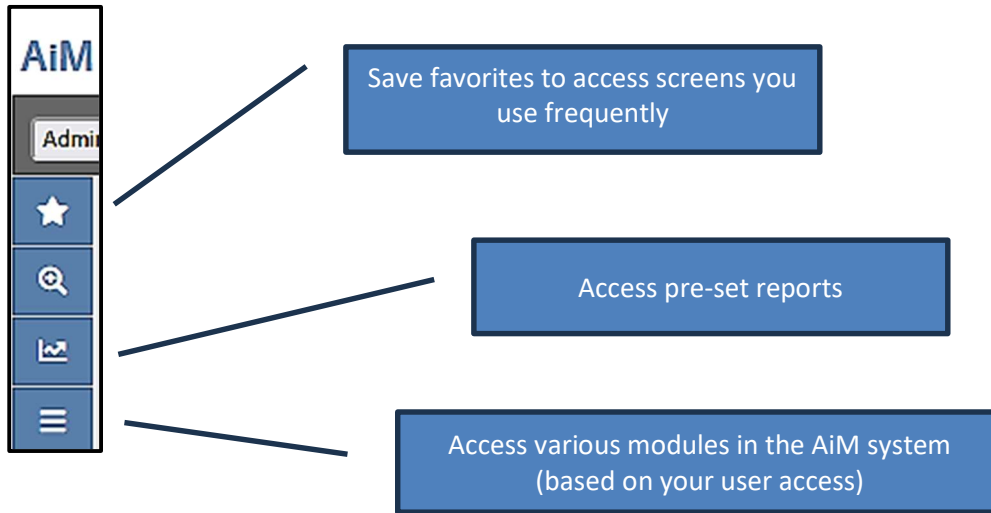 AiM
Save favorites to access screens you
use frequently
Access pre-set reports
Access various modules in the AiM system
(based on your user access)